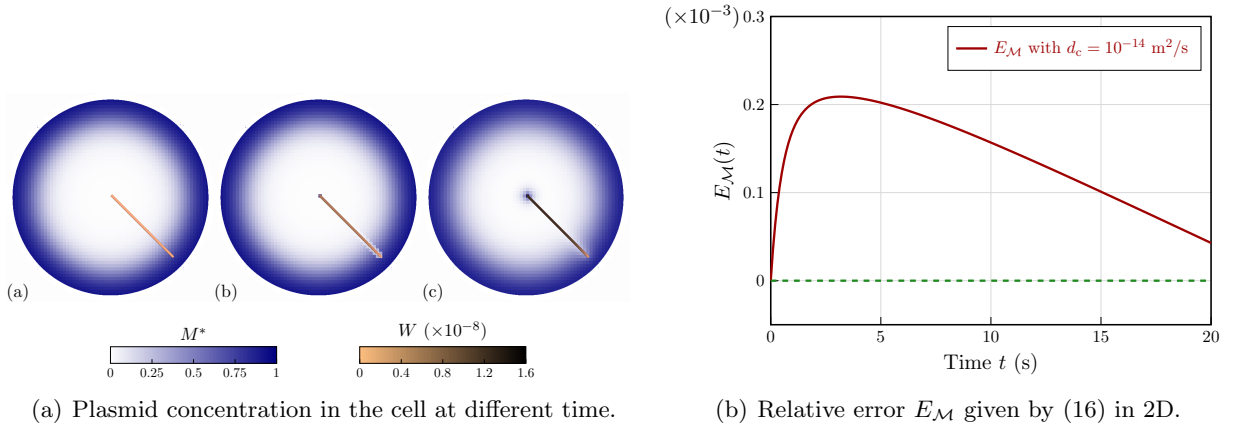 (a)
(b)
(c)
M*
0 0.25 0.5 0.75 1
W (×10⁻⁸)
0 0.4 0.8 1.2 1.6
(a) Plasmid concentration in the cell at different time.
(×10⁻³)
0.3
0.2
0.1
0
E_ℳ(t)
E_ℳ with d_c = 10⁻¹⁴ m²/s
0 5 10 15 20
Time t (s)
(b) Relative error E_ℳ given by (16) in 2D.